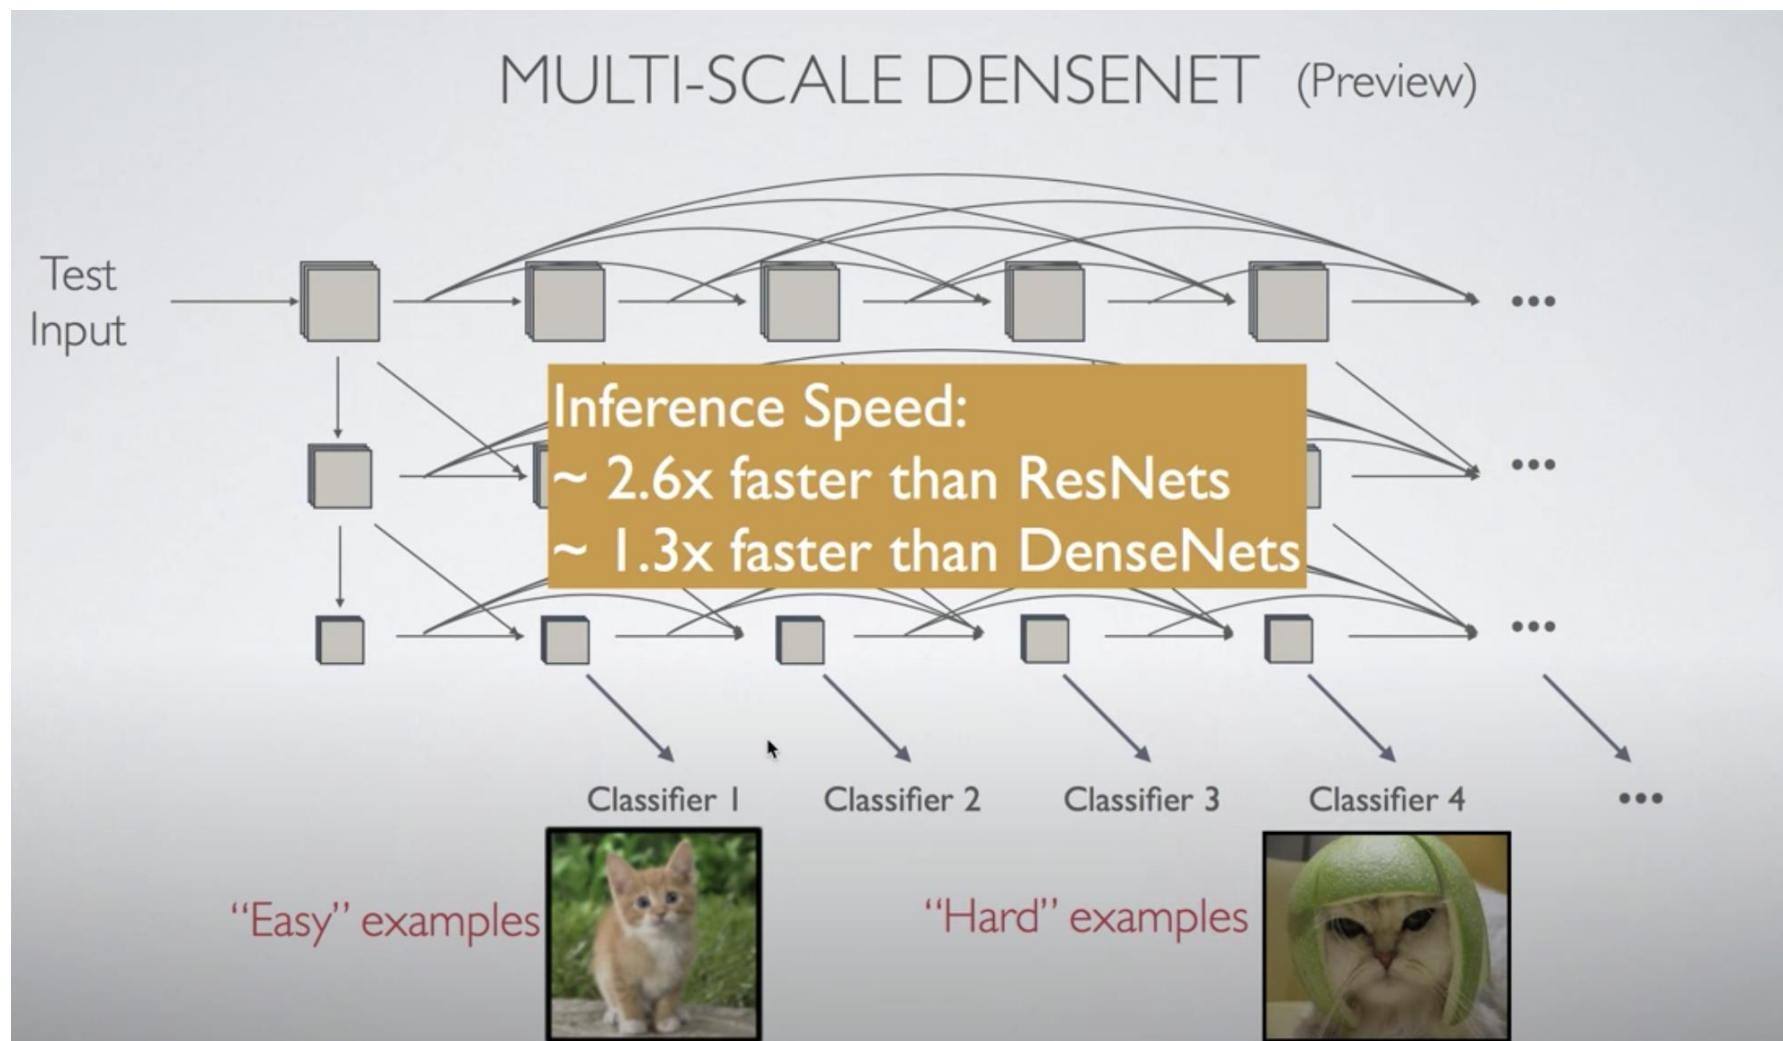 MULTI-SCALE DENSENET (Preview)
Test
Input
Inference Speed:
~ 2.6x faster than ResNets
~ 1.3x faster than DenseNets
Classifier 1
Classifier 2
Classifier 3
Classifier 4
“Easy” examples
“Hard” examples